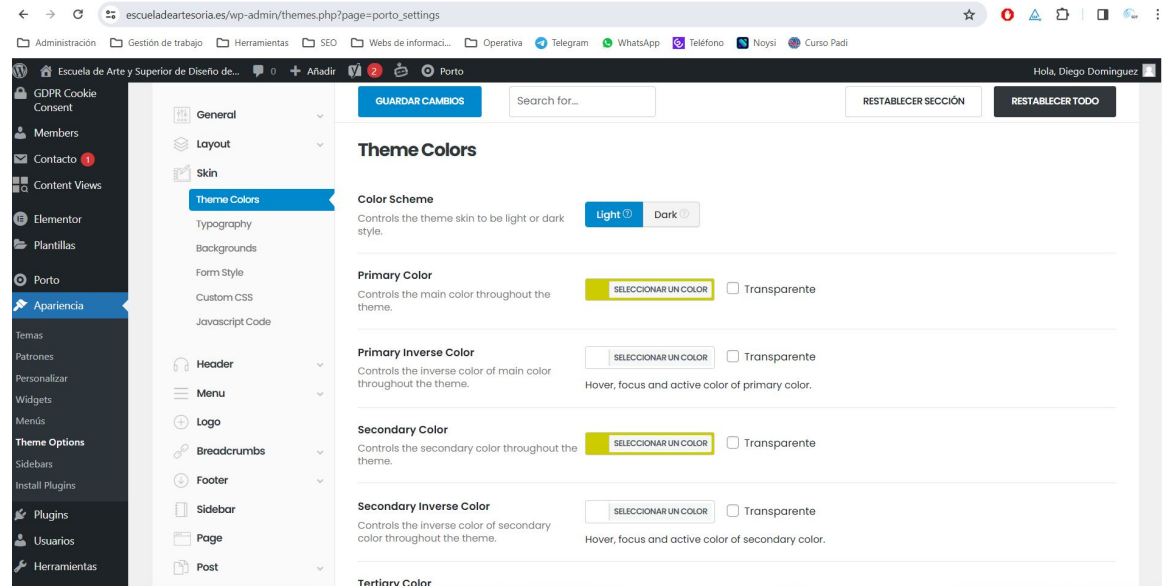 escueladeartesoria.es/wp-admin/themes.php?page=porto_settings
Administración Gestión de trabajo Herramientas SEO Webs de informaci... Operativa Telegram WhatsApp Teléfono Noysi Curso Padi
Escuela de Arte y Superior de Diseño de... 0 + Añadir 2 Porto Hola, Diego Dominguez
GDPR Cookie
Consent
Members
Contacto 1
Content Views
Elementor
Plantillas
Porto
Apariencia
Temas
Patrones
Personalizar
Widgets
Menús
Theme Options
Sidebars
Install Plugins
Plugins
Usuarios
Herramientas
General
Layout
Skin
Theme Colors
Typography
Backgrounds
Form Style
Custom CSS
Javascript Code
Header
Menu
Logo
Breadcrumbs
Footer
Sidebar
Page
Post
GUARDAR CAMBIOS Search for... RESTABLECER SECCIÓN RESTABLECER TODO
Theme Colors
Color Scheme
Controls the theme skin to be light or dark
style.
Light Dark
Primary Color
Controls the main color throughout the
theme.
SELECCIONAR UN COLOR Transparente
Primary Inverse Color
Controls the inverse color of main color
throughout the theme.
SELECCIONAR UN COLOR Transparente
Hover, focus and active color of primary color.
Secondary Color
Controls the secondary color throughout the
theme.
SELECCIONAR UN COLOR Transparente
Secondary Inverse Color
Controls the inverse color of secondary
color throughout the theme.
SELECCIONAR UN COLOR Transparente
Hover, focus and active color of secondary color.
Tertiary Color